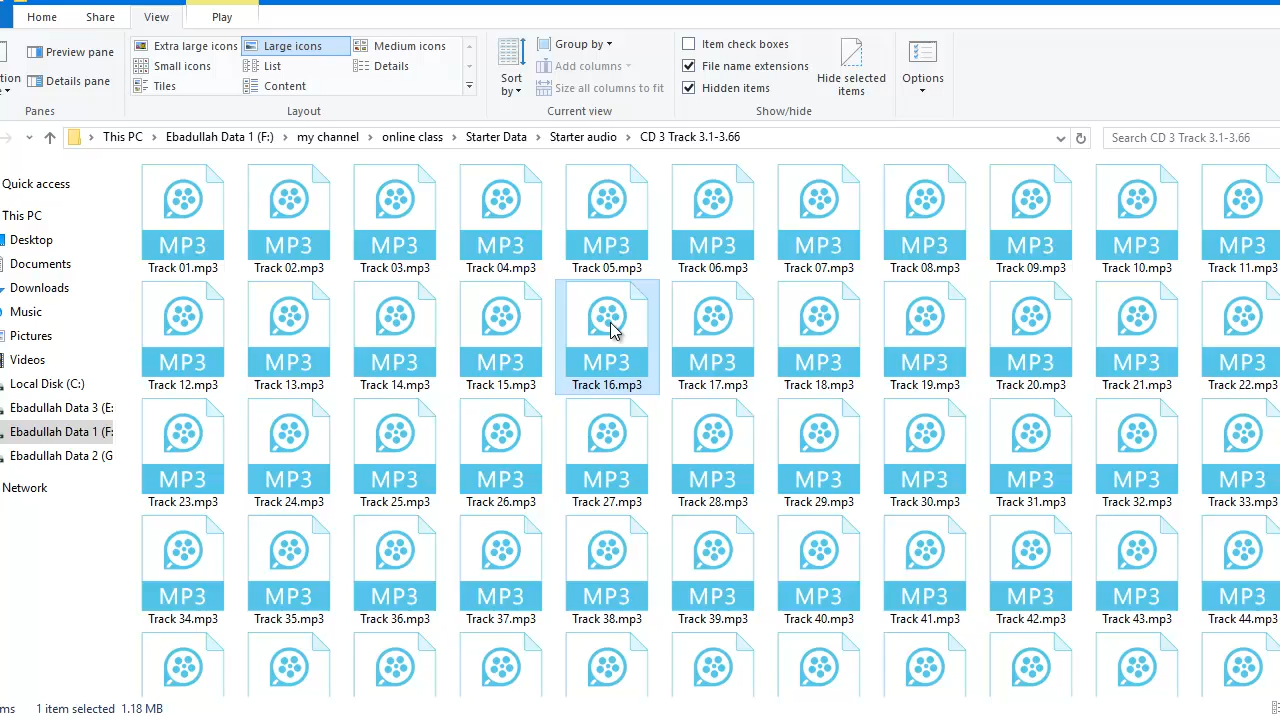 Home Share View Play
Preview pane
Details pane
Panes
Extra large icons Large icons Medium icons
Small icons List Details
Tiles Content
Layout
Sort by
Group by
Add columns
Size all columns to fit
Current view
Item check boxes
File name extensions
Hidden items
Hide selected items
Show/hide
Options
This PC Ebadullah Data 1 (F:) my channel online class Starter Data Starter audio CD 3 Track 3.1-3.66
Search CD 3 Track 3.1-3.66
Quick access
This PC
Desktop
Documents
Downloads
Music
Pictures
Videos
Local Disk (C:)
Ebadullah Data 3 (E:
Ebadullah Data 1 (F:
Ebadullah Data 2 (G
Network
MP3 MP3 MP3 MP3 MP3 MP3 MP3 MP3 MP3 MP3 MP3
Track 01.mp3 Track 02.mp3 Track 03.mp3 Track 04.mp3 Track 05.mp3 Track 06.mp3 Track 07.mp3 Track 08.mp3 Track 09.mp3 Track 10.mp3 Track 11.mp3
MP3 MP3 MP3 MP3 MP3 MP3 MP3 MP3 MP3 MP3 MP3
Track 12.mp3 Track 13.mp3 Track 14.mp3 Track 15.mp3 Track 16.mp3 Track 17.mp3 Track 18.mp3 Track 19.mp3 Track 20.mp3 Track 21.mp3 Track 22.mp3
MP3 MP3 MP3 MP3 MP3 MP3 MP3 MP3 MP3 MP3 MP3
Track 23.mp3 Track 24.mp3 Track 25.mp3 Track 26.mp3 Track 27.mp3 Track 28.mp3 Track 29.mp3 Track 30.mp3 Track 31.mp3 Track 32.mp3 Track 33.mp3
MP3 MP3 MP3 MP3 MP3 MP3 MP3 MP3 MP3 MP3 MP3
Track 34.mp3 Track 35.mp3 Track 36.mp3 Track 37.mp3 Track 38.mp3 Track 39.mp3 Track 40.mp3 Track 41.mp3 Track 42.mp3 Track 43.mp3 Track 44.mp3
1 item selected 1.18 MB